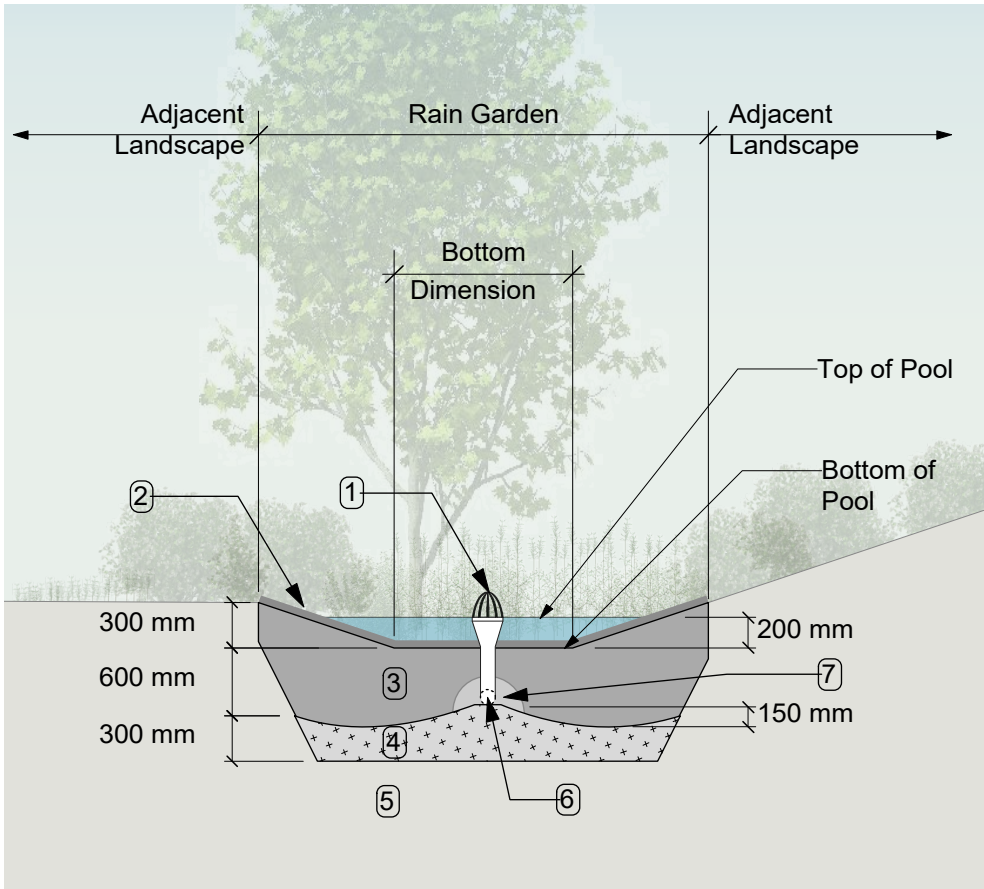 Adjacent
Landscape
Rain Garden
Adjacent
Landscape
Bottom
Dimension
Top of Pool
Bottom of
Pool
2
1
300 mm
200 mm
600 mm
3
7
300 mm
150 mm
4
5
6